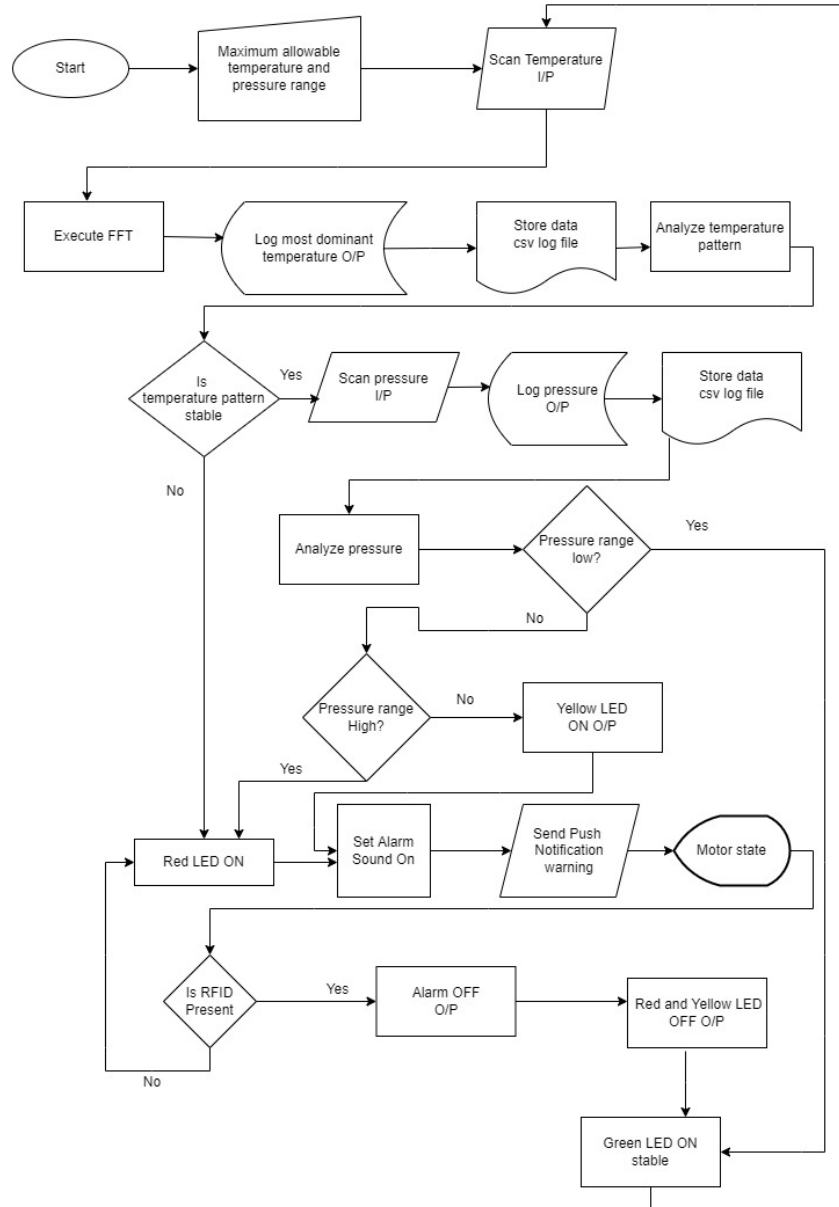 Start
Maximum allowable
temperature and
pressure range
Scan Temperature
I/P
Execute FFT
Log most dominant
temperature O/P
Store data
csv log file
Analyze temperature
pattern
Is
temperature pattern
stable
Yes
Scan pressure
I/P
Log pressure
O/P
Store data
csv log file
No
Analyze pressure
Pressure range
low?
Yes
No
Pressure range
High?
No
Yellow LED
ON O/P
Yes
Red LED ON
Set Alarm
Sound On
Send Push
Notification
warning
Motor state
Is RFID
Present
Yes
Alarm OFF
O/P
Red and Yellow LED
OFF O/P
No
Green LED ON
stable